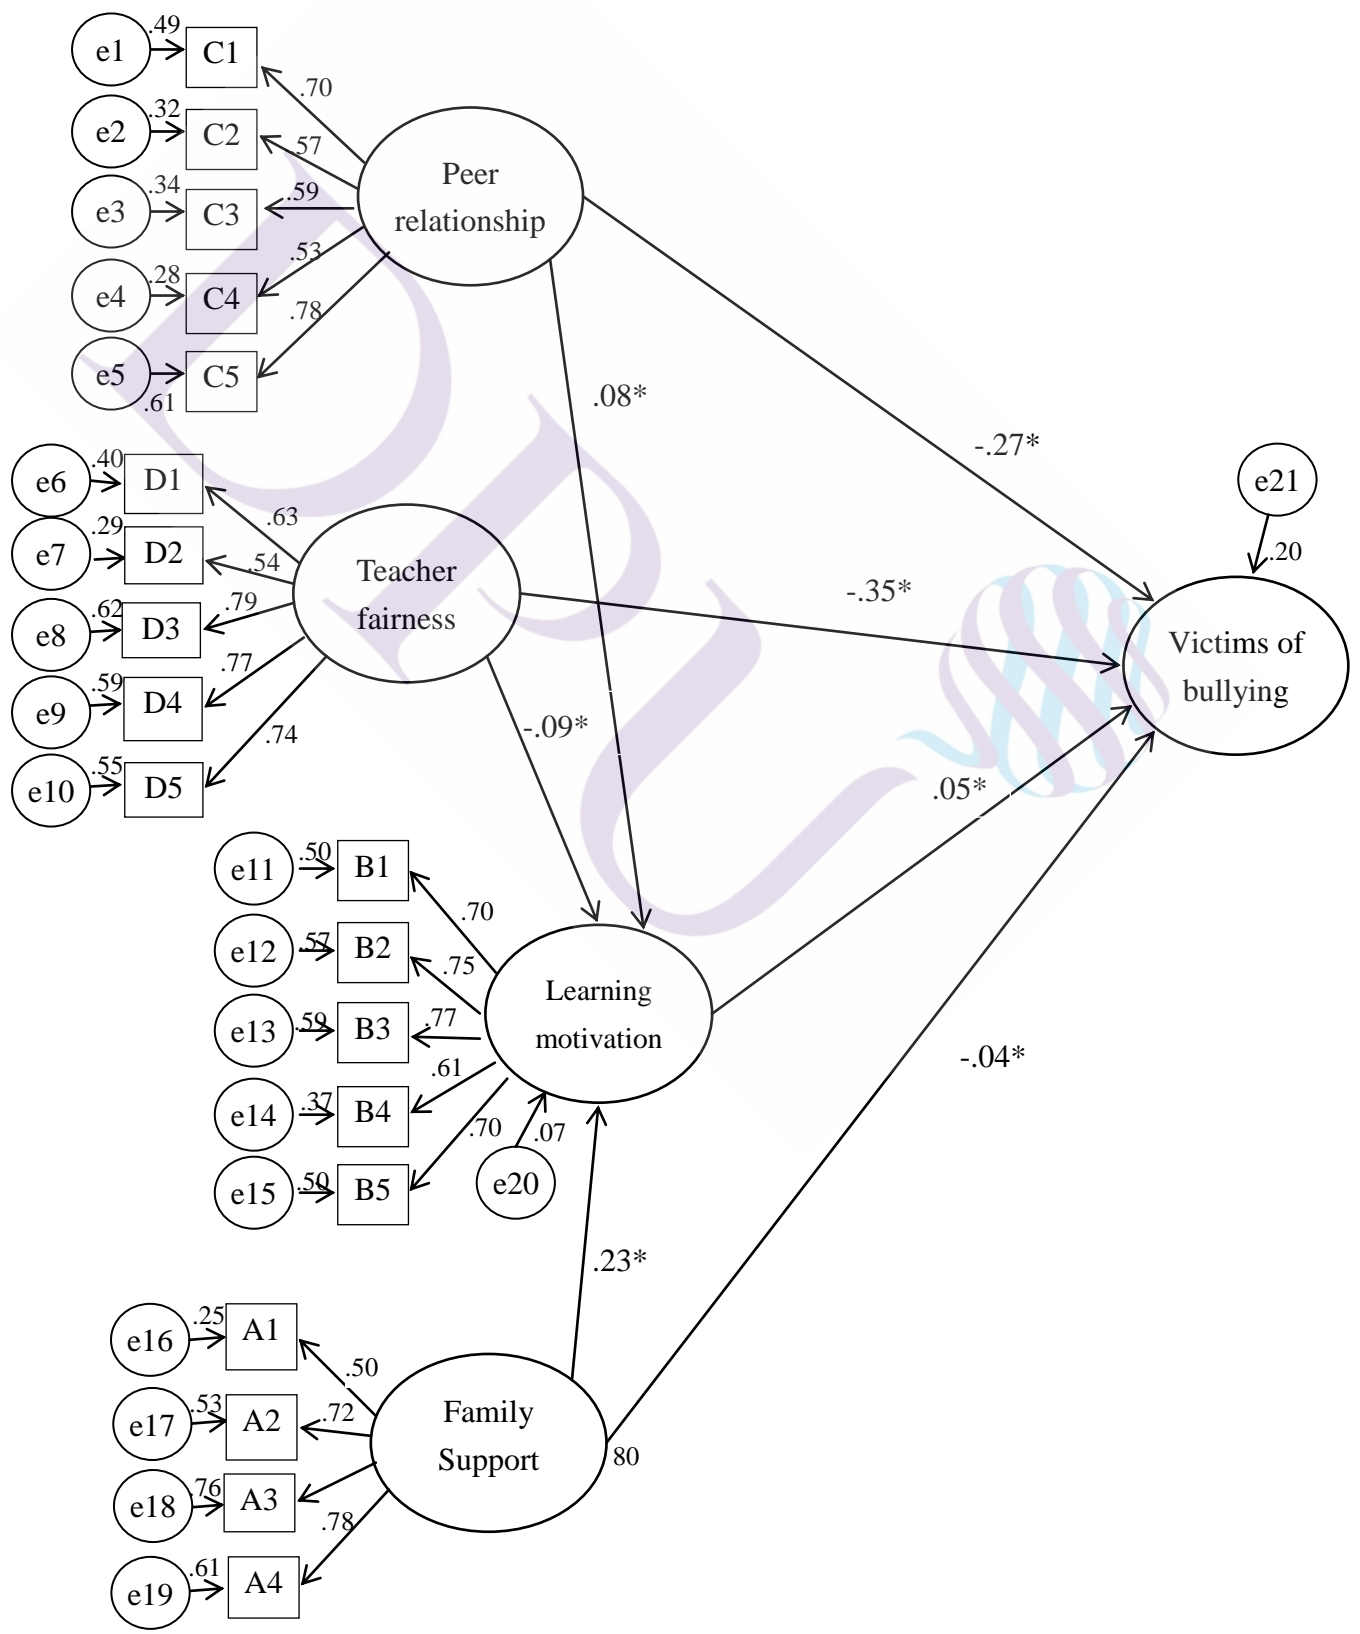 e1
.49
C1
.70
e2
.32
C2
.57
Peer
relationship
e3
.34
C3
.59
e4
.28
C4
.53
e5
.61
C5
.78
.08*
-.27*
e6
.40
D1
.63
e7
.29
D2
.54
Teacher
fairness
e8
.62
D3
.79
e9
.59
D4
.77
e10
.55
D5
.74
-.35*
e21
.20
Victims of
bullying
-.09*
.05*
e11
.50
B1
.70
e12
.57
B2
.75
Learning
motivation
e13
.59
B3
.77
e14
.37
B4
.61
e15
.50
B5
.70
.07
e20
-.04*
.23*
e16
.25
A1
.50
e17
.53
A2
.72
Family
Support
80
e18
.76
A3
e19
.61
A4
.78
DPU